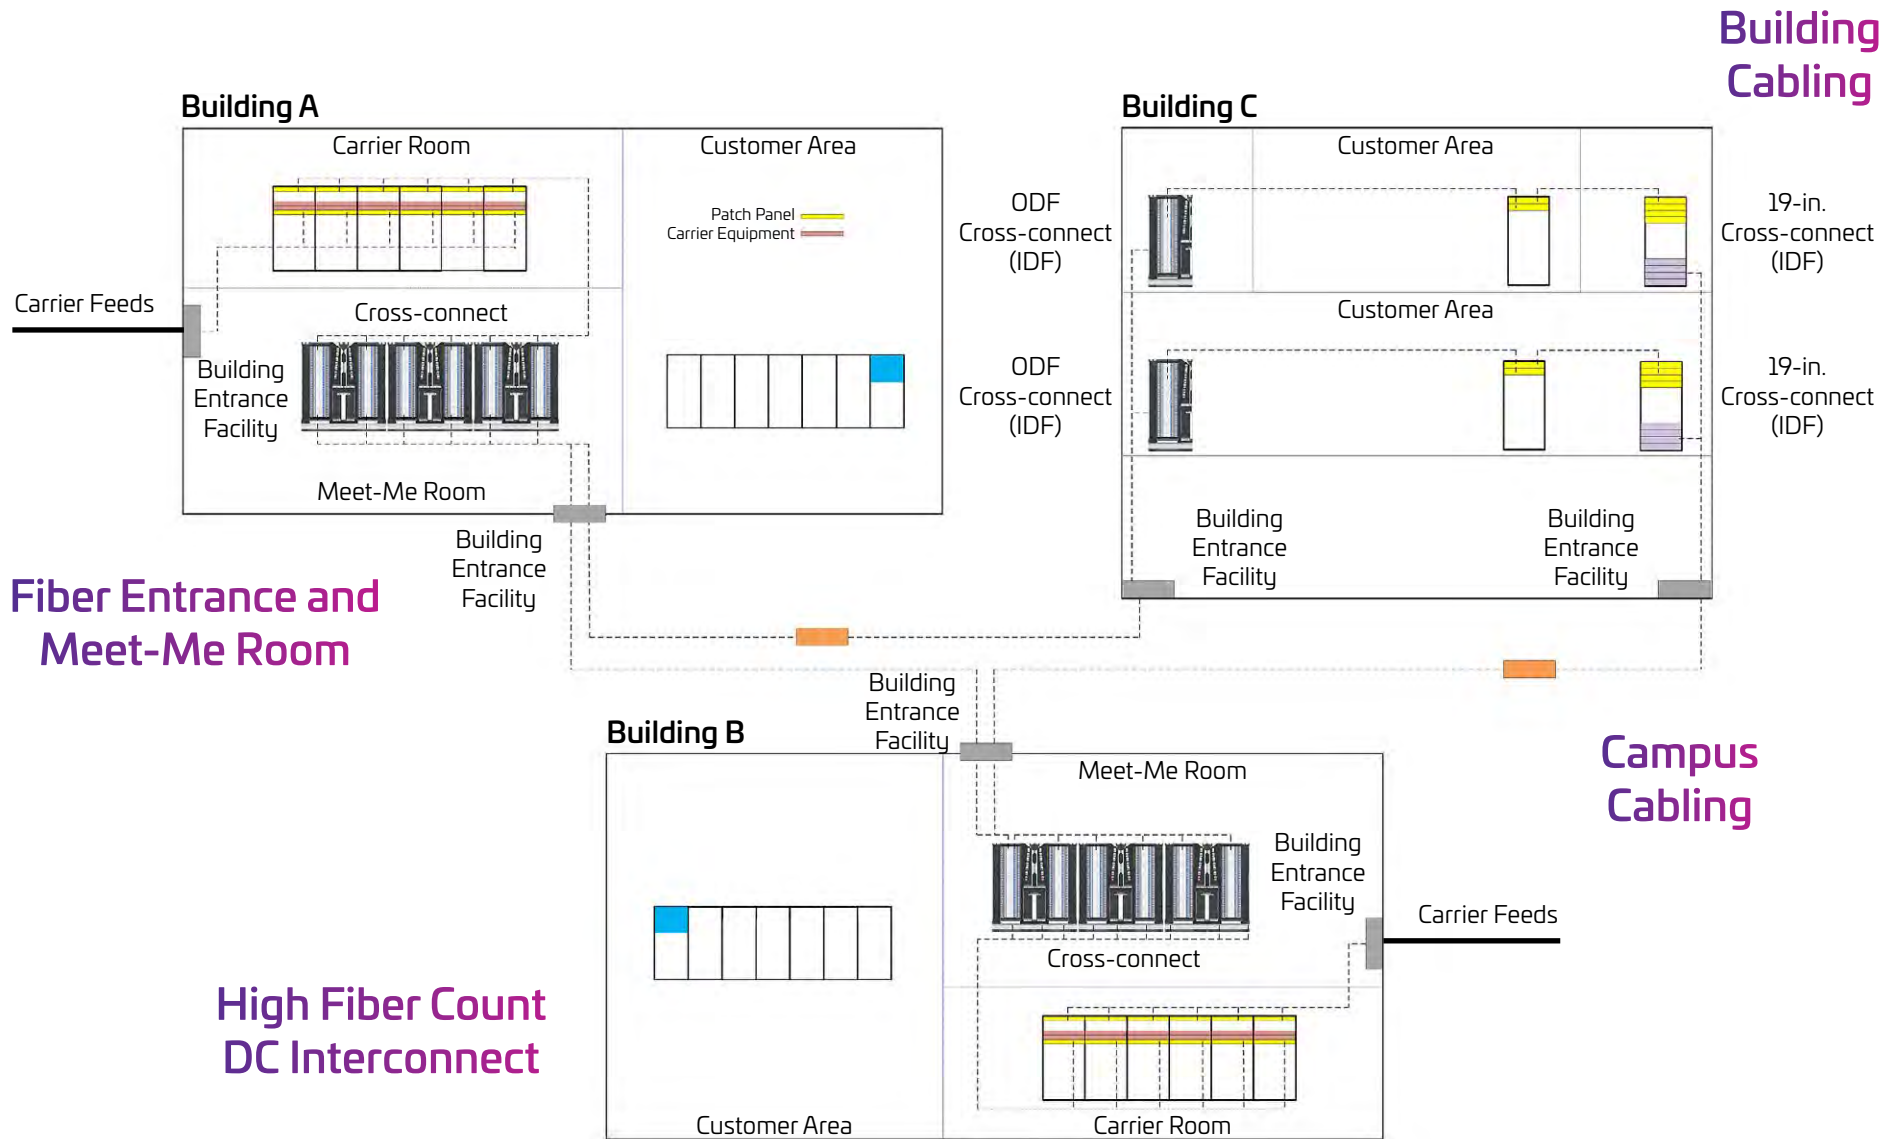 Building
Cabling
Building A
Carrier Room
Customer Area
Patch Panel
Carrier Equipment
Carrier Feeds
Cross-connect
Building
Entrance
Facility
Meet-Me Room
Building
Entrance
Facility
Fiber Entrance and
Meet-Me Room
Building C
Customer Area
ODF
Cross-connect
(IDF)
19-in.
Cross-connect
(IDF)
Customer Area
ODF
Cross-connect
(IDF)
19-in.
Cross-connect
(IDF)
Building
Entrance
Facility
Building
Entrance
Facility
Building
Entrance
Facility
Building B
Meet-Me Room
Campus
Cabling
Building
Entrance
Facility
Carrier Feeds
Cross-connect
High Fiber Count
DC Interconnect
Customer Area
Carrier Room